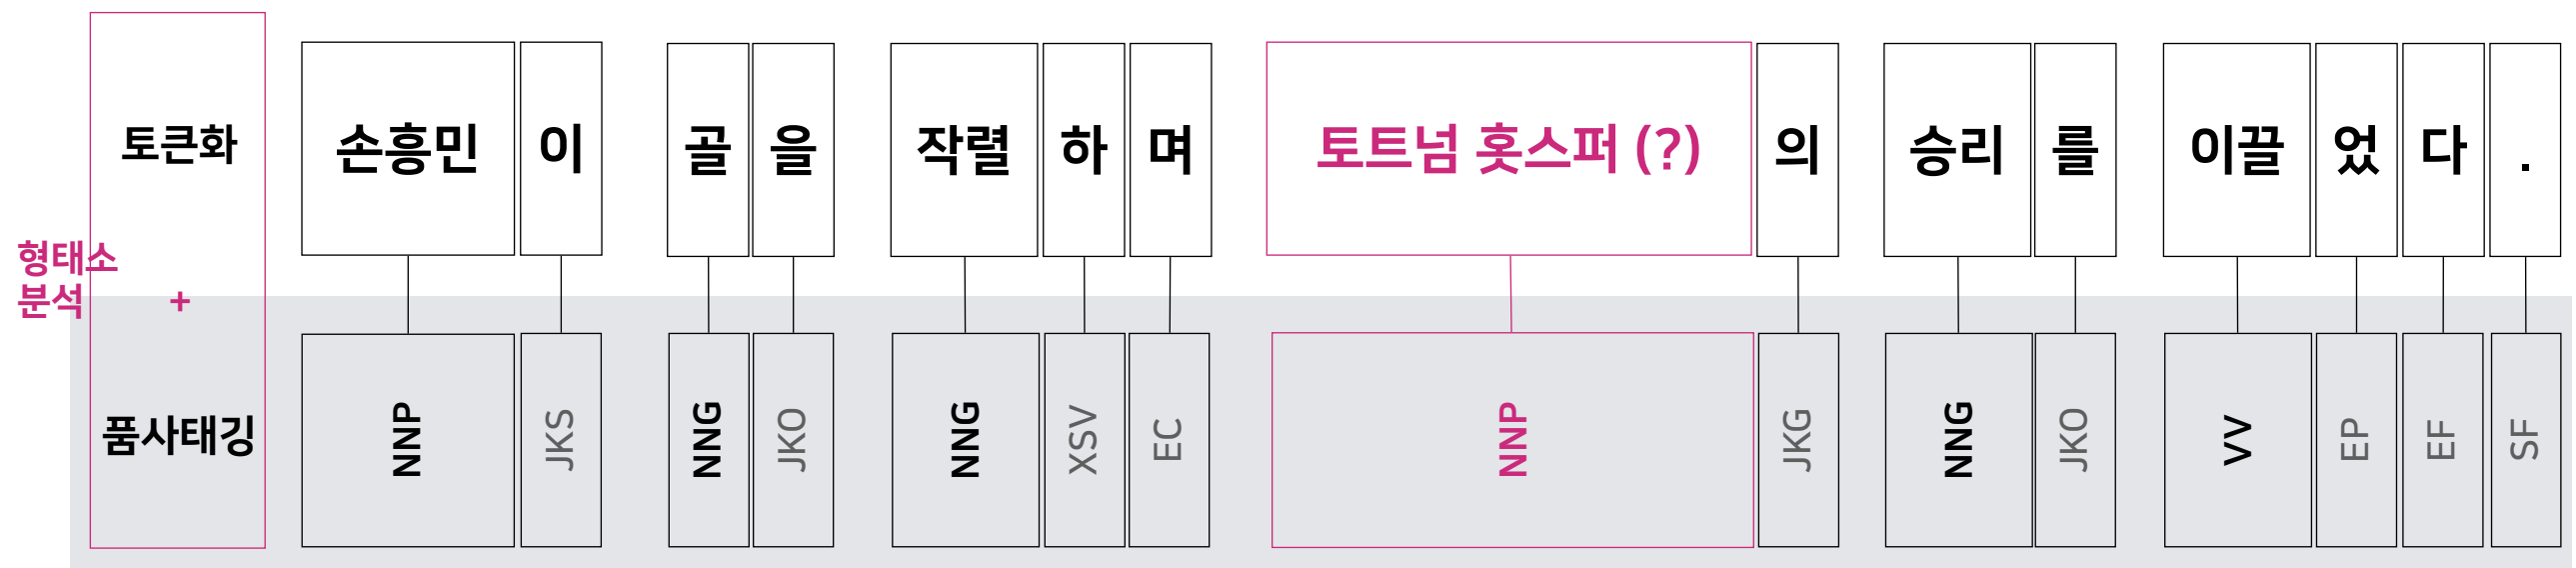 토큰화 손흥민 이 골 을 작렬 하 며 토트넘 홋스퍼 (?) 의 승리 를 이끌 었 다 .
형태소
분석 +
품사태깅 NNP JKS NNG JKO NNG XSV EC NNP JKG NNG JKO VV EP EF SF